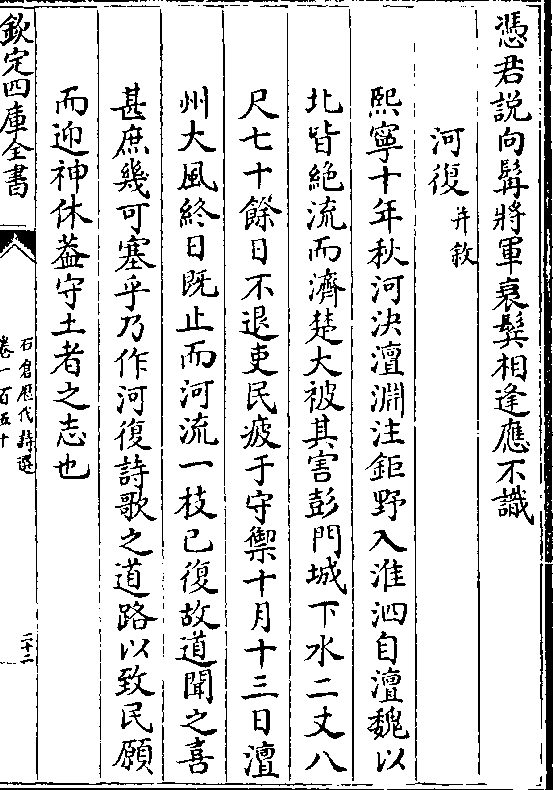 憑君説向髯將軍衰鬢相逢應不識
河復并敘
熙寧十年秋河決澶淵注鉅野入淮泗自澶魏以
北皆絶流而濟楚大被其害彭門城下水二丈八
尺七十餘日不退吏民疲于守禦十月十三日澶
州大風終日既止而河流一枝已復故道聞之喜
甚庶幾可塞乎乃作河復詩歌之道路以致民願
而迎神休葢守土者之志也
欽定四庫全書
石倉歷代詩選
卷一百五十
二十二